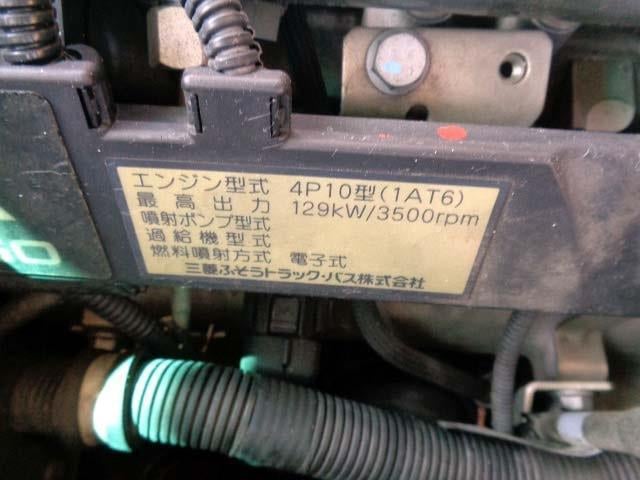 エンジン型式 4P10型(1AT6)
最高出力 129kW/3500rpm
噴射ポンプ型式
過給機型式
燃料噴射方式 電子式
三菱ふそうトラック・バス株式会社